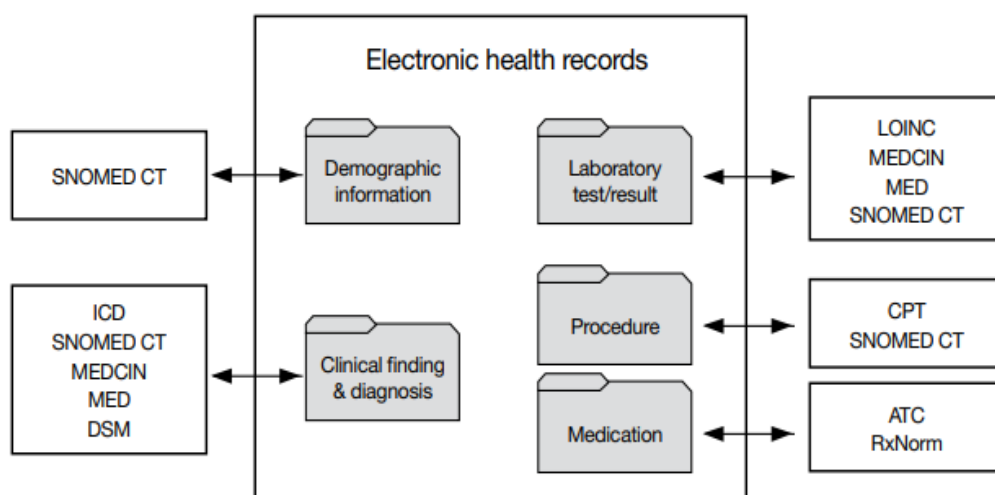 Electronic health records
SNOMED CT
Demographic
information
Laboratory
test/result
LOINC
MEDCIN
MED
SNOMED CT
ICD
SNOMED CT
MEDCIN
MED
DSM
Clinical finding
& diagnosis
Procedure
CPT
SNOMED CT
Medication
ATC
RxNorm